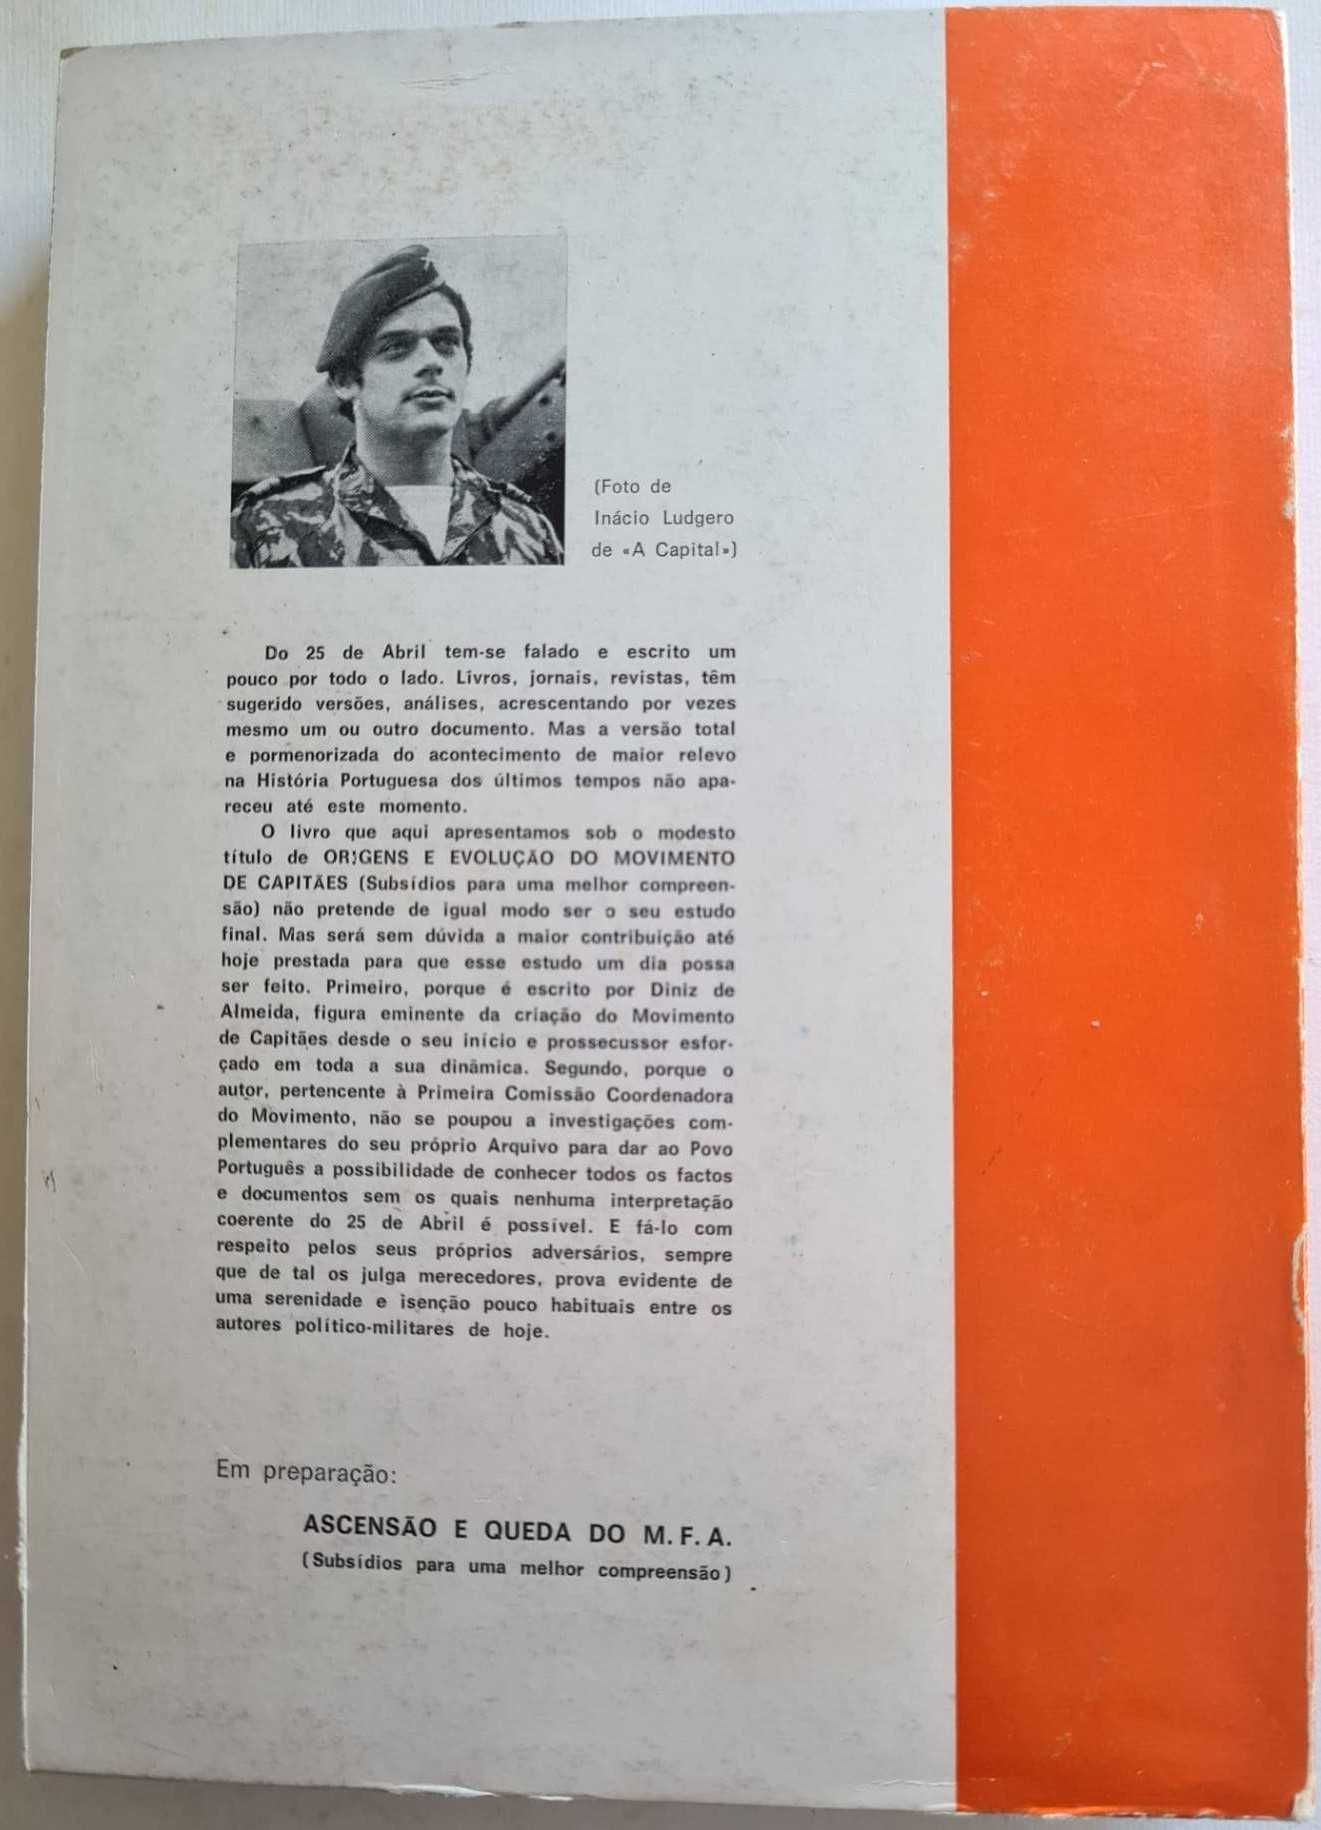 (Foto de
Inácio Ludgero
de «A Capital»)
Do 25 de Abril tem-se falado e escrito um
pouco por todo o lado. Livros, jornais, revistas, têm
sugerido versões, análises, acrescentando por vezes
mesmo um ou outro documento. Mas a versão total
e pormenorizada do acontecimento de maior relevo
na História Portuguesa dos últimos tempos não apa-
receu até este momento.
O livro que aqui apresentamos sob o modesto
título de ORIGENS E EVOLUÇÃO DO MOVIMENTO
DE CAPITÃES (Subsídios para uma melhor compreen-
são) não pretende de igual modo ser o seu estudo
final. Mas será sem dúvida a maior contribuição até
hoje prestada para que esse estudo um dia possa
ser feito. Primeiro, porque é escrito por Diniz de
Almeida, figura eminente da criação do Movimento
de Capitães desde o seu início e prossecussor esfor-
çado em toda a sua dinâmica. Segundo, porque o
autor, pertencente à Primeira Comissão Coordenadora
do Movimento, não se poupou a investigações com-
plementares do seu próprio Arquivo para dar ao Povo
Português a possibilidade de conhecer todos os factos
e documentos sem os quais nenhuma interpretação
coerente do 25 de Abril é possível. E fá-lo com
respeito pelos seus próprios adversários, sempre
que de tal os julga merecedores, prova evidente de
uma serenidade e isenção pouco habituais entre os
autores político-militares de hoje.
Em preparação:
ASCENSÃO E QUEDA DO M.F.A.
(Subsídios para uma melhor compreensão)